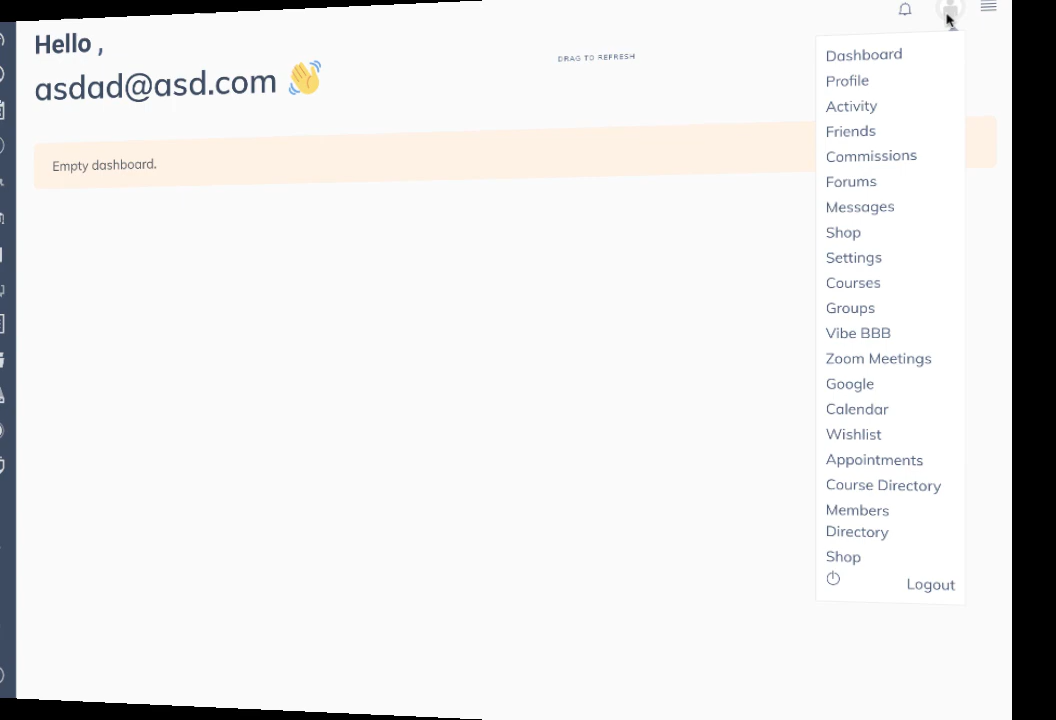 Hello ,
asdad@asd.com 👋
DRAG TO REFRESH
Empty dashboard.
Dashboard
Profile
Activity
Friends
Commissions
Forums
Messages
Shop
Settings
Courses
Groups
Vibe BBB
Zoom Meetings
Google
Calendar
Wishlist
Appointments
Course Directory
Members
Directory
Shop
Logout